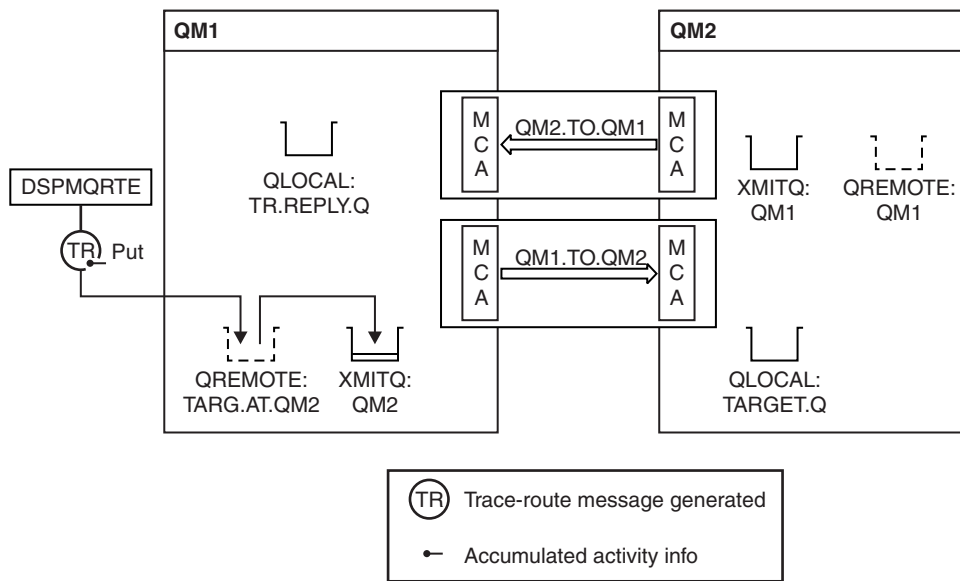 QM1
QM2
DSPMQRTE
TR
Put
QLOCAL:
TR.REPLY.Q
M
C
A
QM2.TO.QM1
M
C
A
XMITQ:
QM1
QREMOTE:
QM1
M
C
A
QM1.TO.QM2
M
C
A
QREMOTE:
TARG.AT.QM2
XMITQ:
QM2
QLOCAL:
TARGET.Q
TR Trace-route message generated
Accumulated activity info